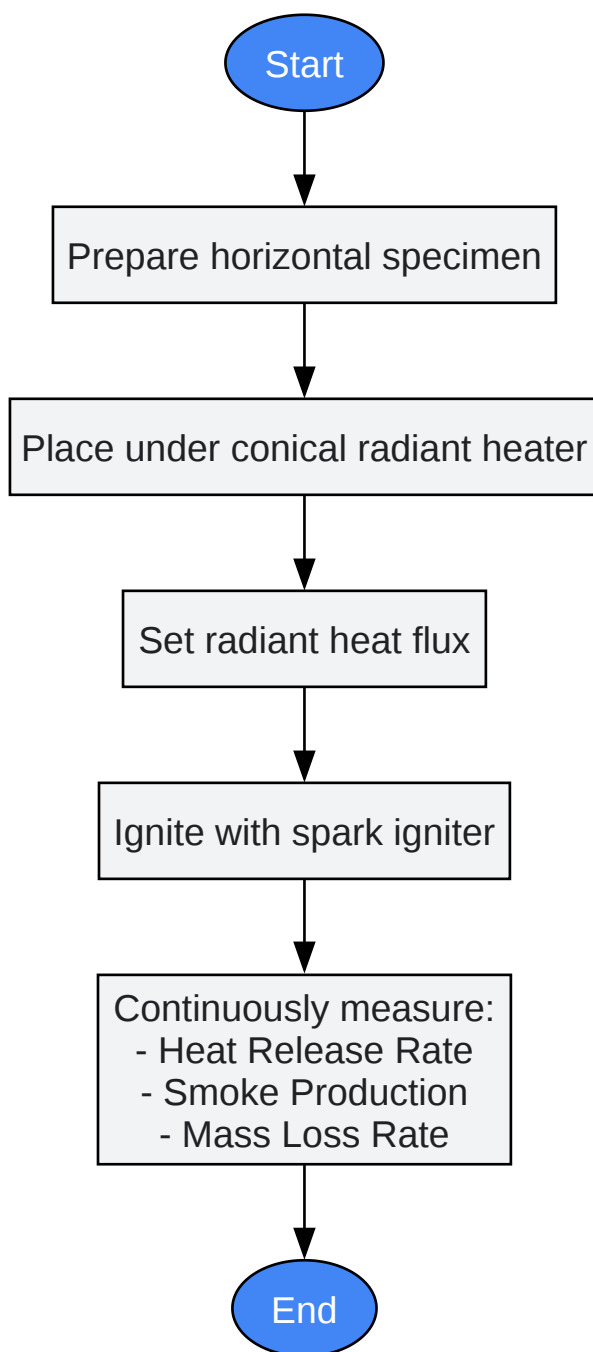 Start
Prepare horizontal specimen
Place under conical radiant heater
Set radiant heat flux
Ignite with spark igniter
Continuously measure:
- Heat Release Rate
- Smoke Production
- Mass Loss Rate
End